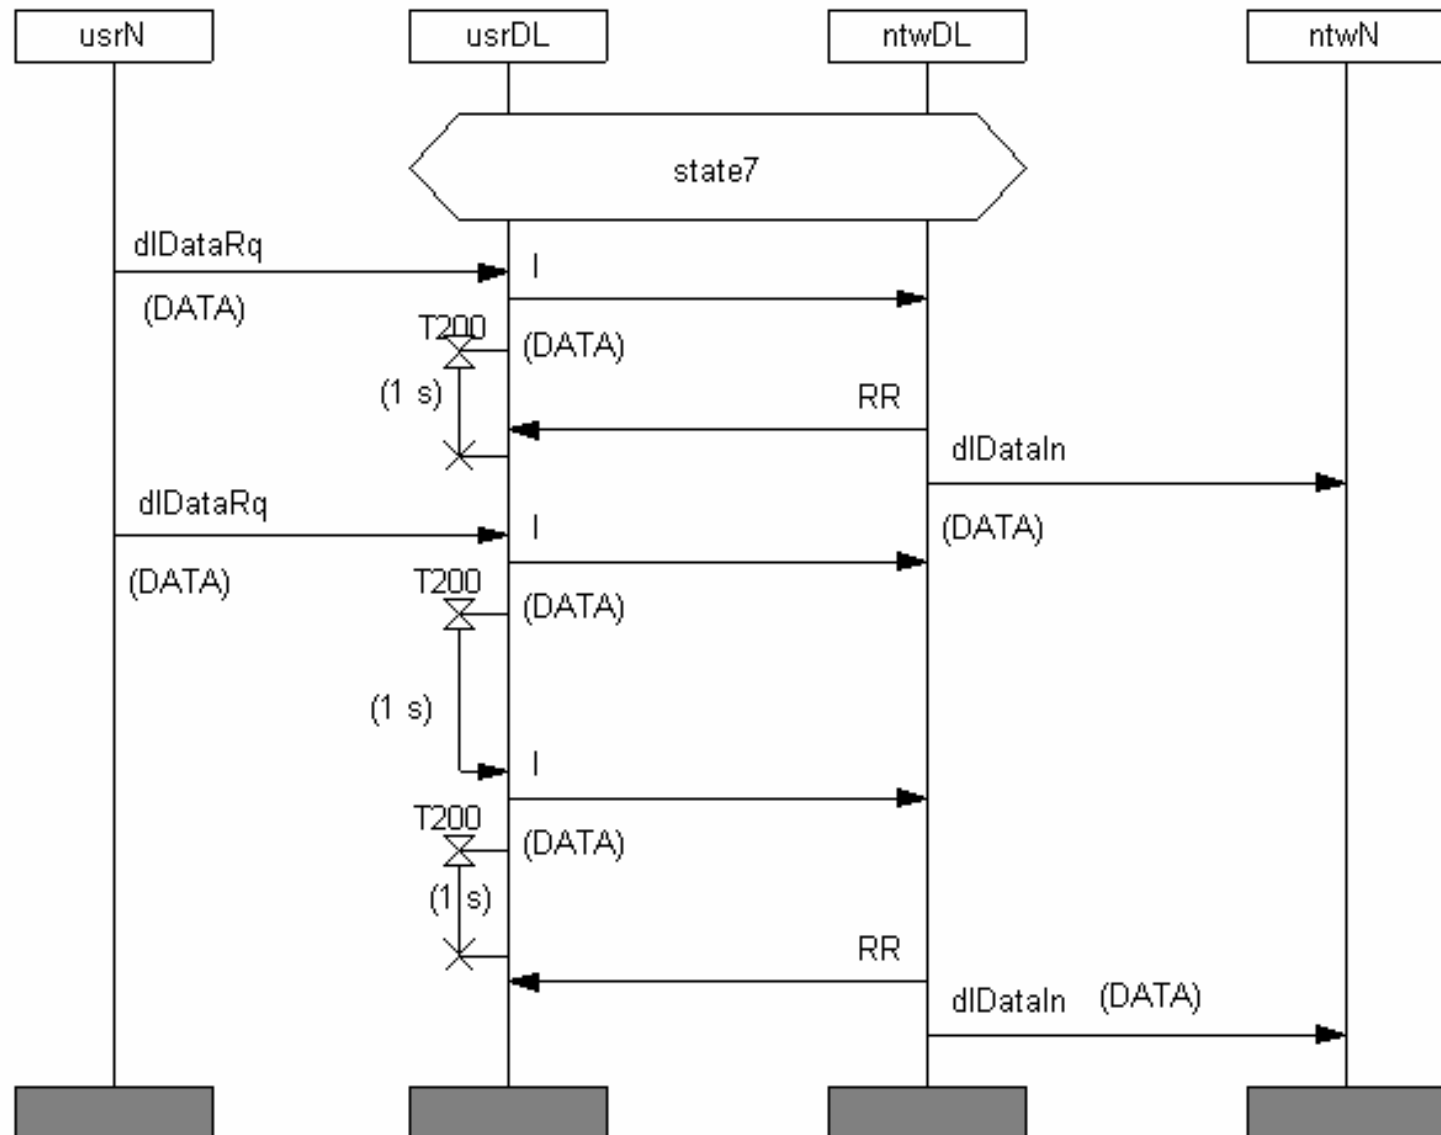 usrN usrDL ntwDL ntwN
state7
dlDataRq I
(DATA)
T200 (DATA)
(1 s) RR
dlDataIn
dlDataRq I (DATA)
(DATA) T200 (DATA)
(1 s)
I
T200 (DATA)
(1 s)
RR
dlDataIn (DATA)